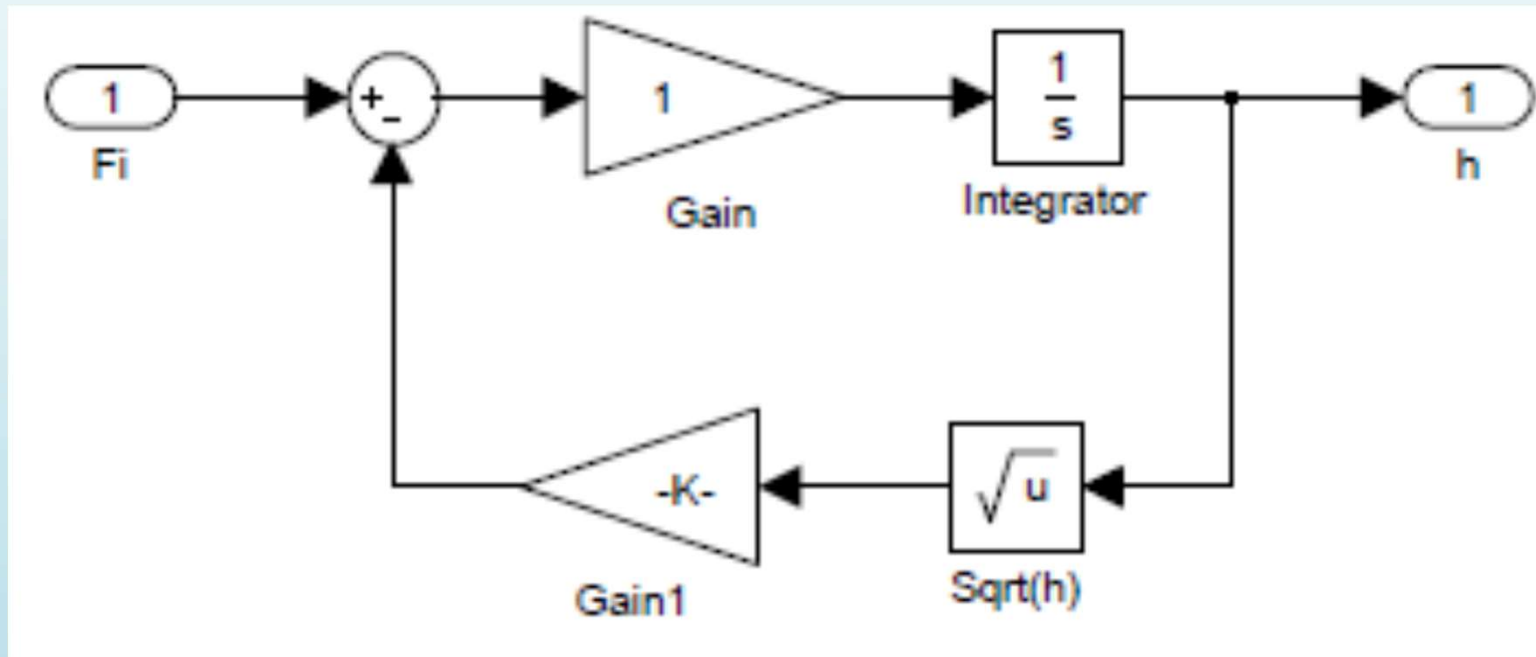 1
Fi
+
-
1
Gain
1
s
Integrator
1
h
-K-
Gain1
√u
Sqrt(h)